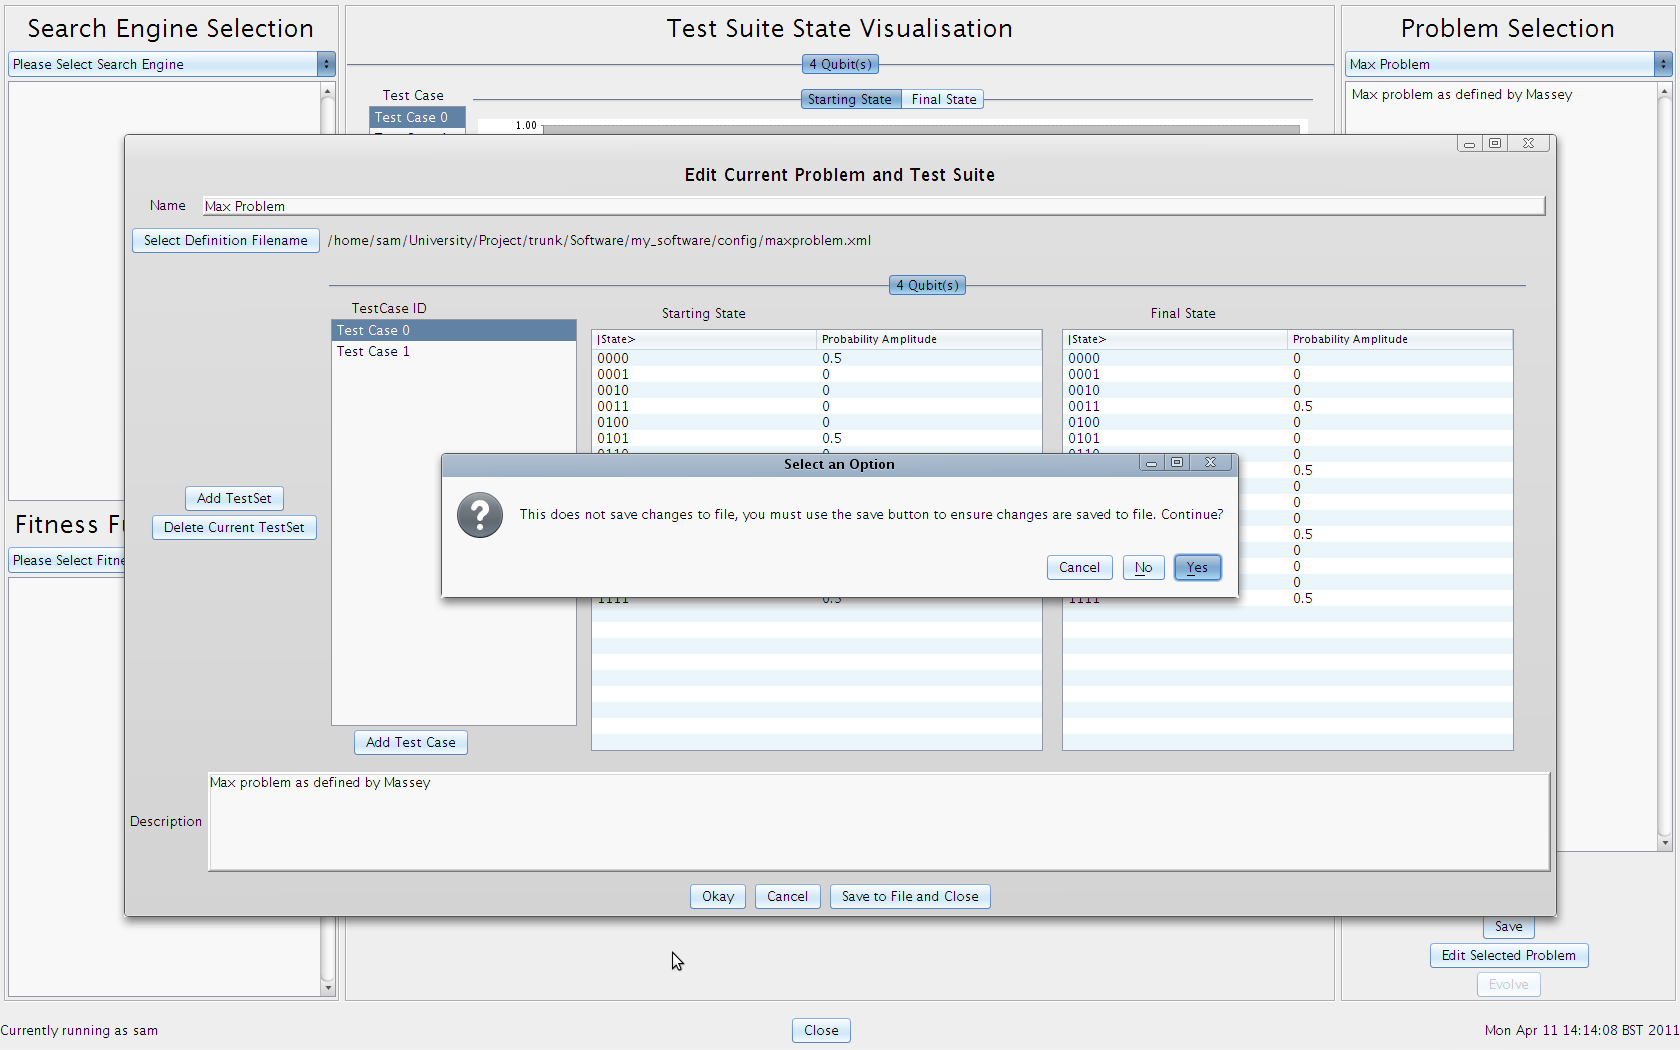 Search Engine Selection
Please Select Search Engine
Test Suite State Visualisation
4 Qubit(s)
Test Case
Starting State
Final State
Test Case 0
1.00
Problem Selection
Max Problem
Max problem as defined by Massey
Edit Current Problem and Test Suite
Name
Max Problem
Select Definition Filename
/home/sam/University/Project/trunk/Software/my_software/config/maxproblem.xml
4 Qubit(s)
TestCase ID
Test Case 0
Test Case 1
Starting State
|State> Probability Amplitude
0000 0.5
0001 0
0010 0
0011 0
0100 0
0101 0.5
1111 0.5
Final State
|State> Probability Amplitude
0000 0
0001 0
0010 0
0011 0.5
0100 0
0101 0
0110 0
0.5
0
0
0
0.5
0
0
0
1111 0.5
Select an Option
This does not save changes to file, you must use the save button to ensure changes are saved to file. Continue?
Cancel
No
Yes
Add TestSet
Delete Current TestSet
Fitness F
Please Select Fitne
Add Test Case
Description
Max problem as defined by Massey
Okay
Cancel
Save to File and Close
Save
Edit Selected Problem
Evolve
Currently running as sam
Close
Mon Apr 11 14:14:08 BST 2011